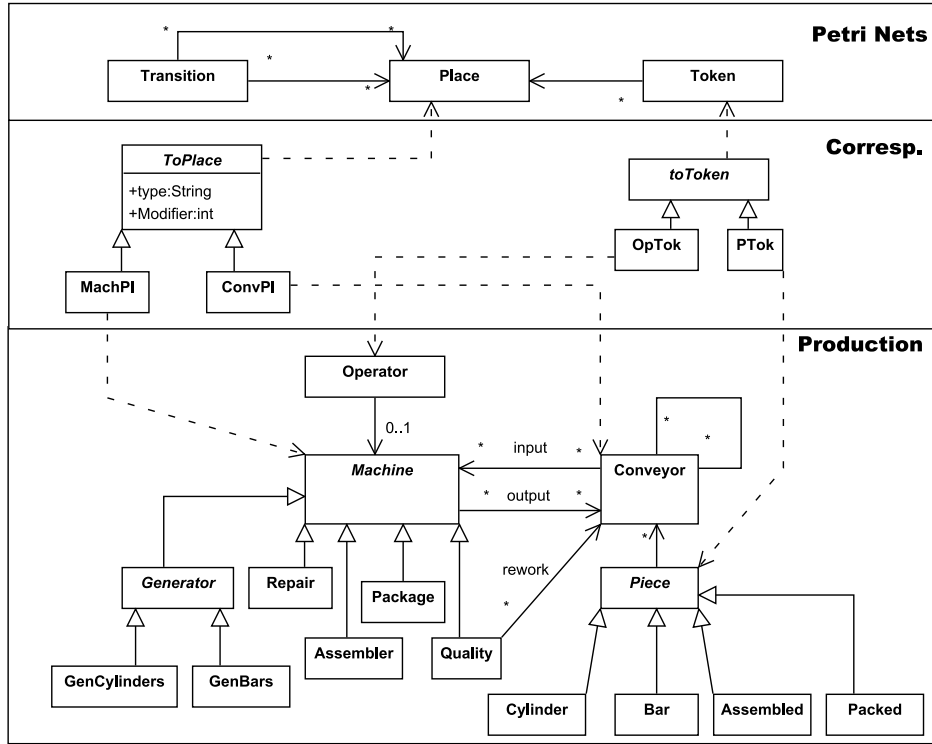 Petri Nets
* *
Transition
*
Place
*
Token
*
Corresp.
ToPlace
+type:String
+Modifier:int
toToken
OpTok
PTok
MachPl
ConvPl
Production
Operator
0..1
Machine
* input *
Conveyor
*
*
* output *
rework
*
*
Generator
Repair
Package
Piece
Assembler
Quality
GenCylinders
GenBars
Cylinder
Bar
Assembled
Packed